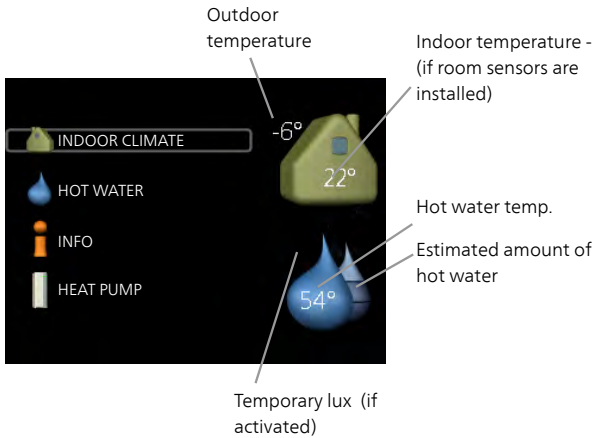 Outdoor
temperature
Indoor temperature -
(if room sensors are
installed)
-6°
INDOOR CLIMATE
22°
HOT WATER
Hot water temp.
INFO
Estimated amount of
hot water
HEAT PUMP
54°
Temporary lux (if
activated)